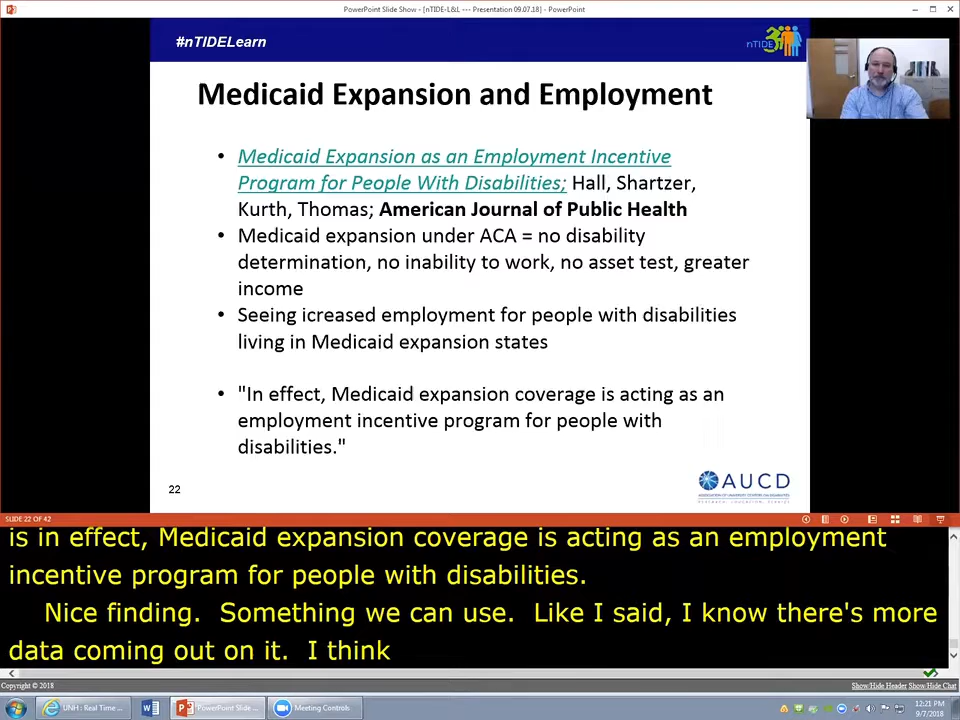 PowerPoint Slide Show - [nTIDE-L&L --- Presentation 09.07.18] - PowerPoint
#nTIDELearn
nTIDE
Medicaid Expansion and Employment
• Medicaid Expansion as an Employment Incentive
Program for People With Disabilities; Hall, Shartzer,
Kurth, Thomas; American Journal of Public Health
• Medicaid expansion under ACA = no disability
determination, no inability to work, no asset test, greater
income
• Seeing icreased employment for people with disabilities
living in Medicaid expansion states
• "In effect, Medicaid expansion coverage is acting as an
employment incentive program for people with
disabilities."
22
AUCD
ASSOCIATION OF UNIVERSITY CENTERS ON DISABILITIES
SLIDE 22 OF 42
is in effect, Medicaid expansion coverage is acting as an employment
incentive program for people with disabilities.
Nice finding. Something we can use. Like I said, I know there's more
data coming out on it. I think
Copyright © 2018
Show/Hide Header Show/Hide Chat
UNH : Real Time ...
PowerPoint Slide ...
Meeting Controls
12:21 PM
9/7/2018